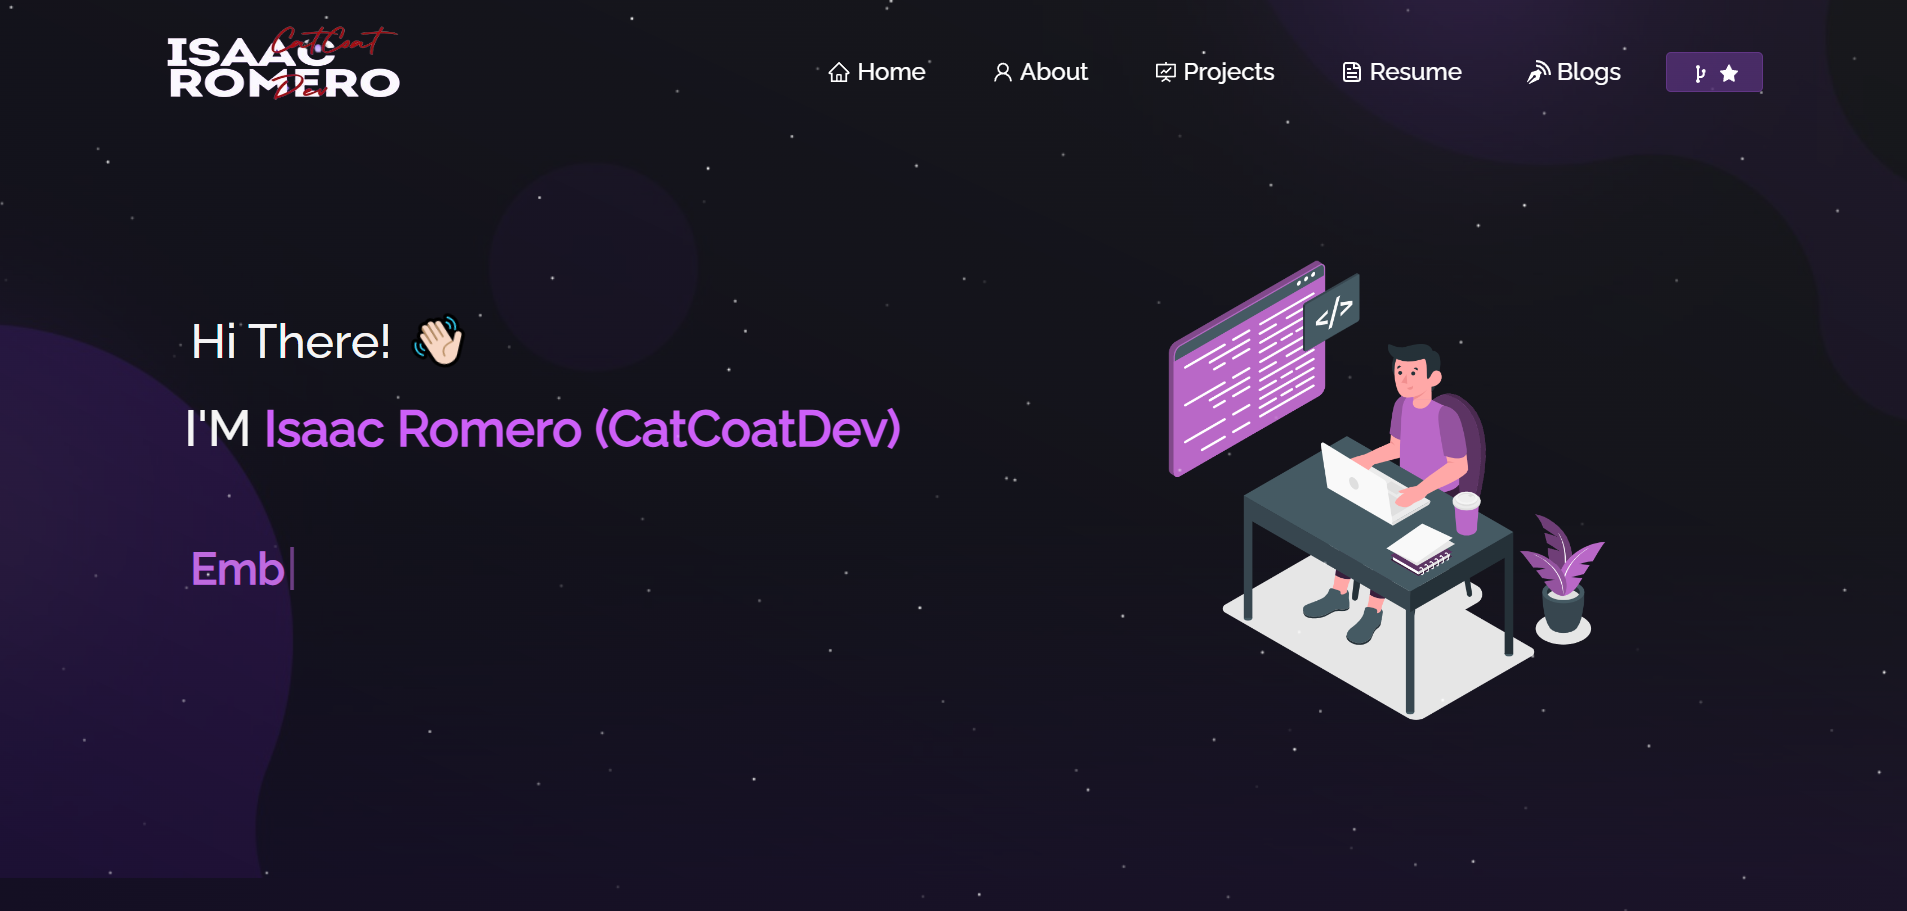 ISAAC CatCoat
ROMERO Dev
Home About Projects Resume Blogs
Hi There! 👋🏻
I'M Isaac Romero (CatCoatDev)
Emb|
</>